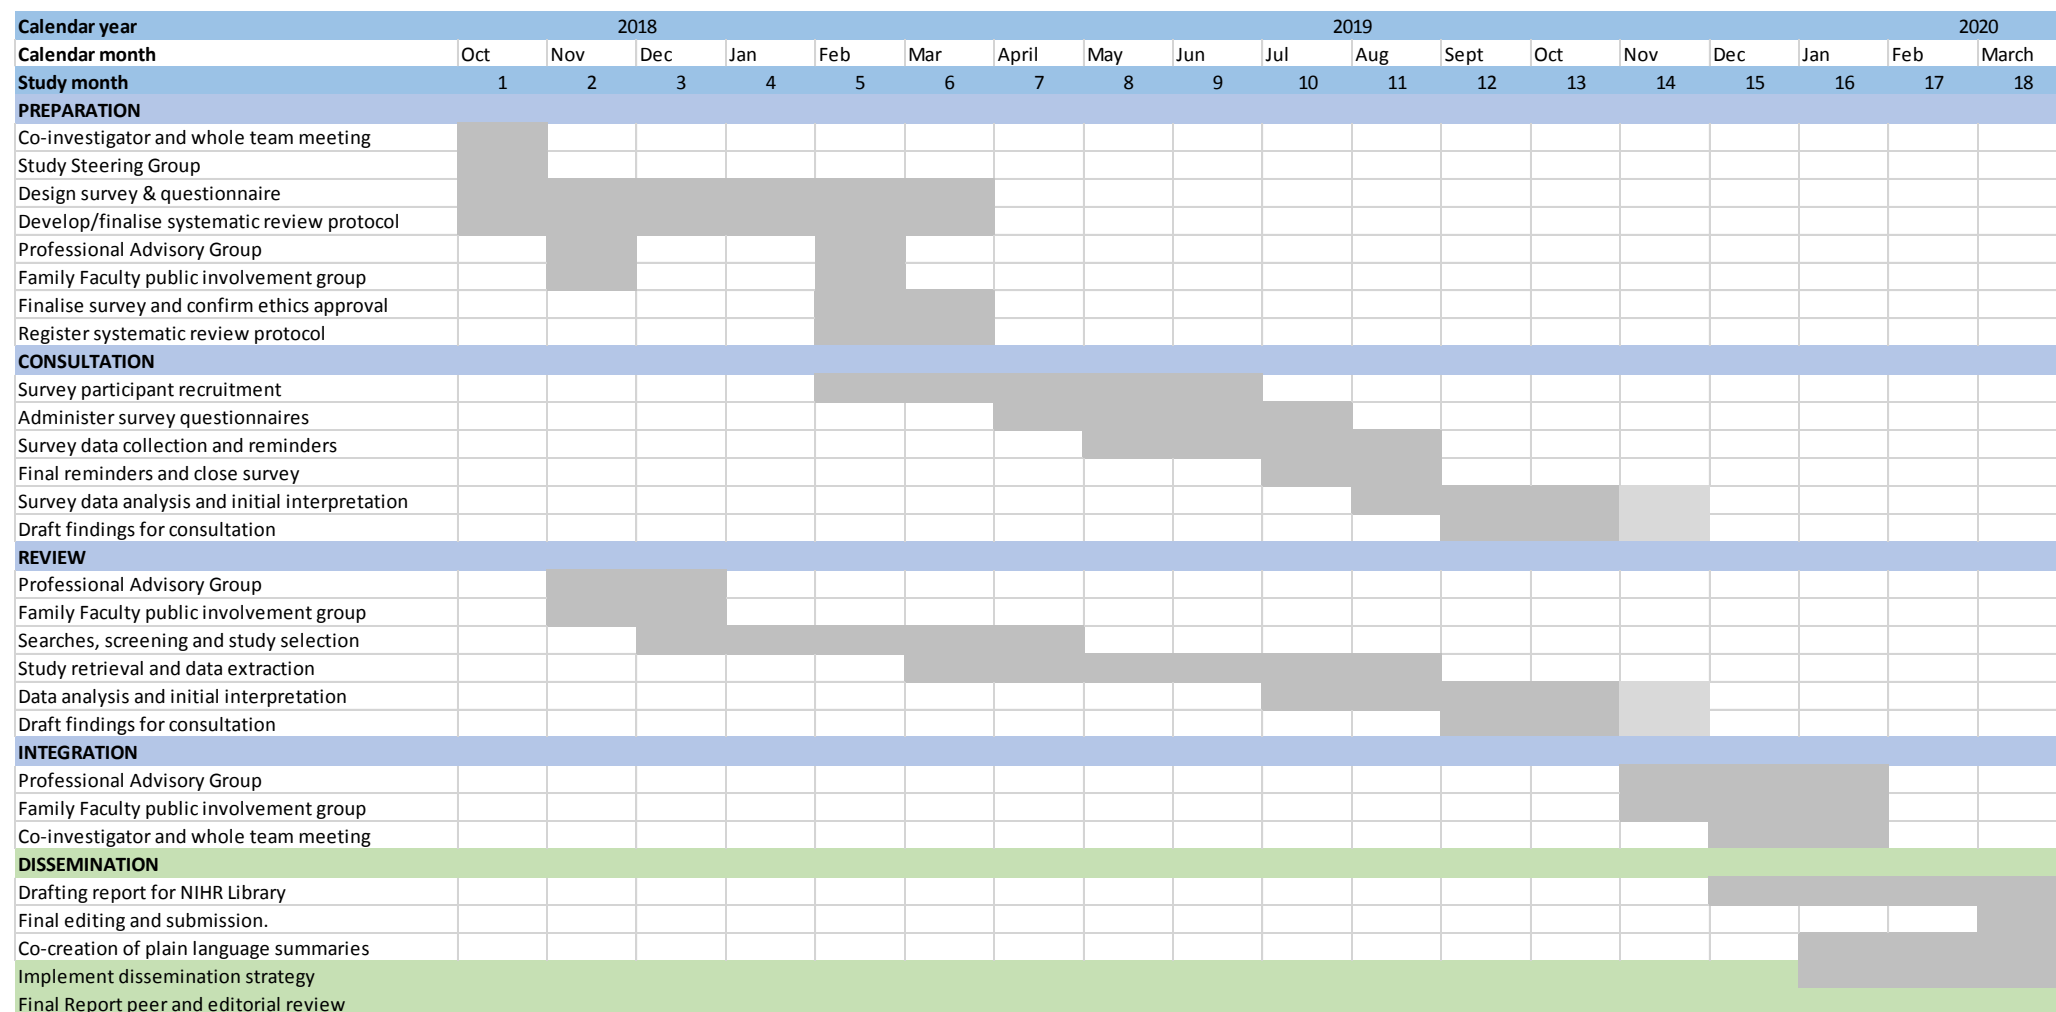 Calendar year 2018 2019 2020
Calendar month Oct Nov Dec Jan Feb Mar April May Jun Jul Aug Sept Oct Nov Dec Jan Feb March
Study month 1 2 3 4 5 6 7 8 9 10 11 12 13 14 15 16 17 18
PREPARATION
Co-investigator and whole team meeting
Study Steering Group
Design survey & questionnaire
Develop/finalise systematic review protocol
Professional Advisory Group
Family Faculty public involvement group
Finalise survey and confirm ethics approval
Register systematic review protocol
CONSULTATION
Survey participant recruitment
Administer survey questionnaires
Survey data collection and reminders
Final reminders and close survey
Survey data analysis and initial interpretation
Draft findings for consultation
REVIEW
Professional Advisory Group
Family Faculty public involvement group
Searches, screening and study selection
Study retrieval and data extraction
Data analysis and initial interpretation
Draft findings for consultation
INTEGRATION
Professional Advisory Group
Family Faculty public involvement group
Co-investigator and whole team meeting
DISSEMINATION
Drafting report for NIHR Library
Final editing and submission.
Co-creation of plain language summaries
Implement dissemination strategy
Final Report peer and editorial review